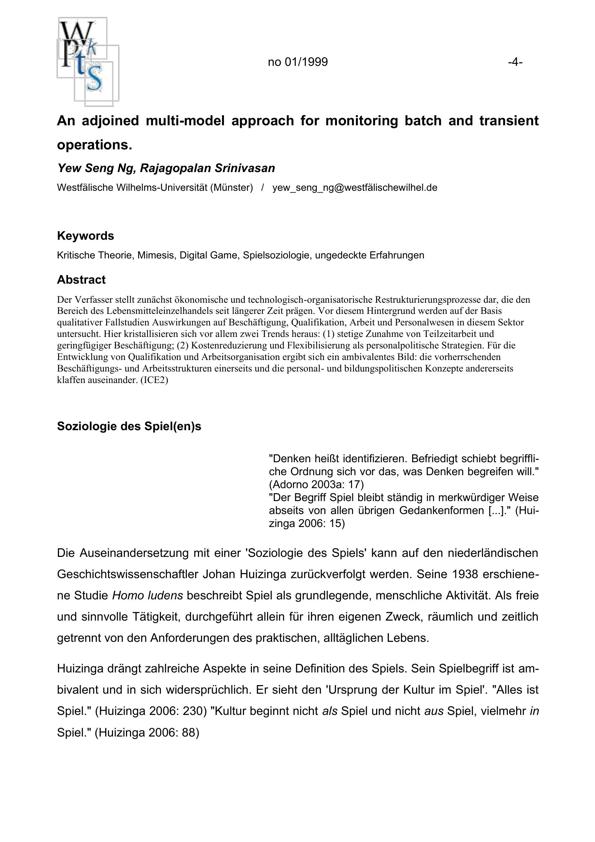 W
P k
t s
S
no 01/1999 -4-
An adjoined multi-model approach for monitoring batch and transient
operations.
Yew Seng Ng, Rajagopalan Srinivasan
Westfälische Wilhelms-Universität (Münster) / yew_seng_ng@westfälischewilhel.de
Keywords
Kritische Theorie, Mimesis, Digital Game, Spielsoziologie, ungedeckte Erfahrungen
Abstract
Der Verfasser stellt zunächst ökonomische und technologisch-organisatorische Restrukturierungsprozesse dar, die den
Bereich des Lebensmitteleinzelhandels seit längerer Zeit prägen. Vor diesem Hintergrund werden auf der Basis
qualitativer Fallstudien Auswirkungen auf Beschäftigung, Qualifikation, Arbeit und Personalwesen in diesem Sektor
untersucht. Hier kristallisieren sich vor allem zwei Trends heraus: (1) stetige Zunahme von Teilzeitarbeit und
geringfügiger Beschäftigung; (2) Kostenreduzierung und Flexibilisierung als personalpolitische Strategien. Für die
Entwicklung von Qualifikation und Arbeitsorganisation ergibt sich ein ambivalentes Bild: die vorherrschenden
Beschäftigungs- und Arbeitsstrukturen einerseits und die personal- und bildungspolitischen Konzepte andererseits
klaffen auseinander. (ICE2)
Soziologie des Spiel(en)s
"Denken heißt identifizieren. Befriedigt schiebt begriffli-
che Ordnung sich vor das, was Denken begreifen will."
(Adorno 2003a: 17)
"Der Begriff Spiel bleibt ständig in merkwürdiger Weise
abseits von allen übrigen Gedankenformen [...]." (Hui-
zinga 2006: 15)
Die Auseinandersetzung mit einer 'Soziologie des Spiels' kann auf den niederländischen
Geschichtswissenschaftler Johan Huizinga zurückverfolgt werden. Seine 1938 erschiene-
ne Studie Homo ludens beschreibt Spiel als grundlegende, menschliche Aktivität. Als freie
und sinnvolle Tätigkeit, durchgeführt allein für ihren eigenen Zweck, räumlich und zeitlich
getrennt von den Anforderungen des praktischen, alltäglichen Lebens.
Huizinga drängt zahlreiche Aspekte in seine Definition des Spiels. Sein Spielbegriff ist am-
bivalent und in sich widersprüchlich. Er sieht den 'Ursprung der Kultur im Spiel'. "Alles ist
Spiel." (Huizinga 2006: 230) "Kultur beginnt nicht als Spiel und nicht aus Spiel, vielmehr in
Spiel." (Huizinga 2006: 88)